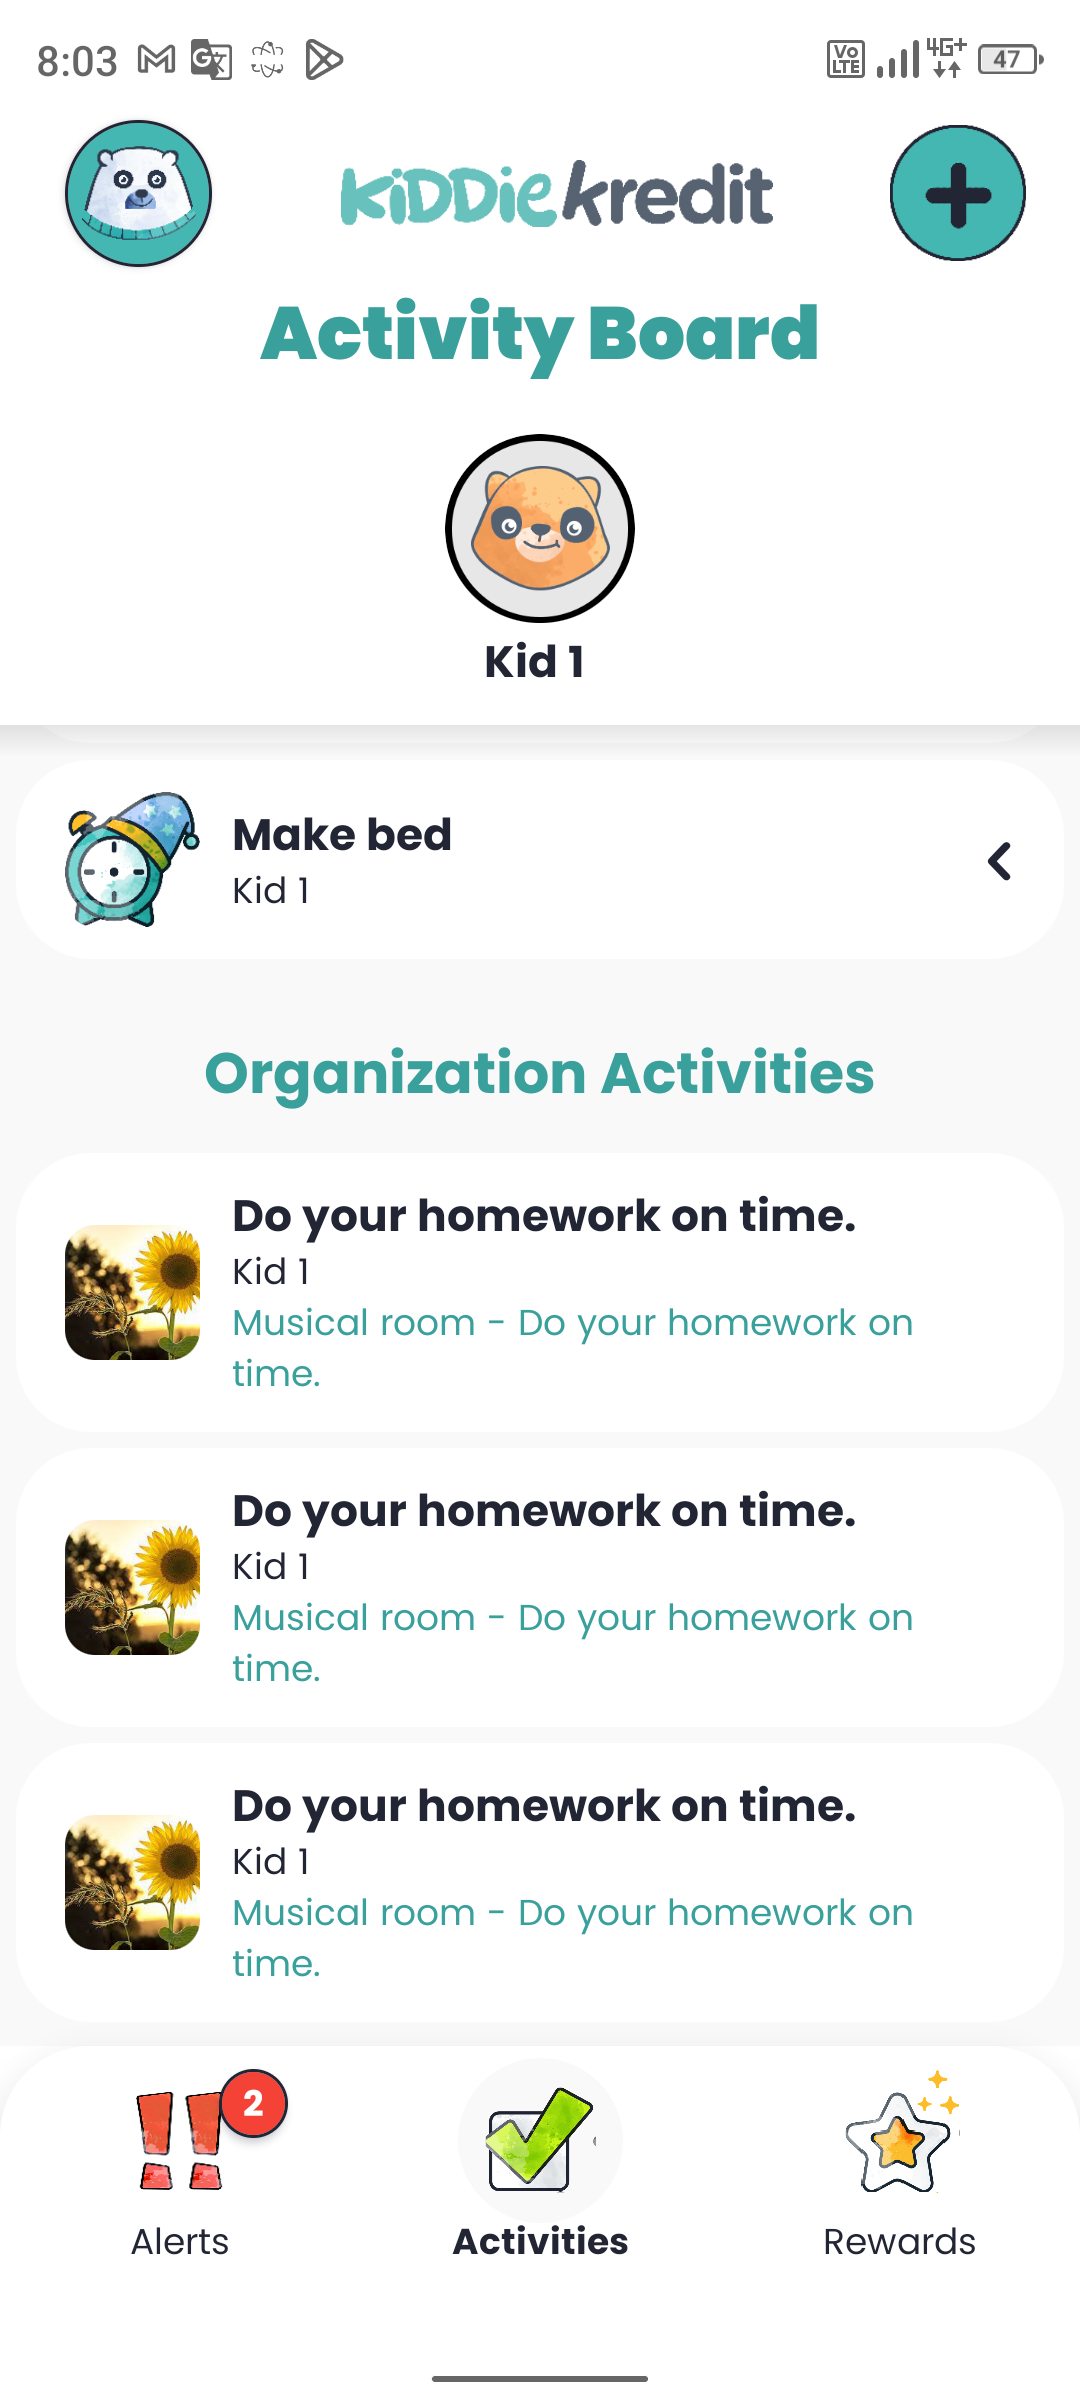 8:03
Vo LTE
4G+
47
kiddie kredit
Activity Board
Kid 1
Make bed
Kid 1
Organization Activities
Do your homework on time.
Kid 1
Musical room - Do your homework on
time.
Do your homework on time.
Kid 1
Musical room - Do your homework on
time.
Do your homework on time.
Kid 1
Musical room - Do your homework on
time.
2
Alerts
Activities
Rewards